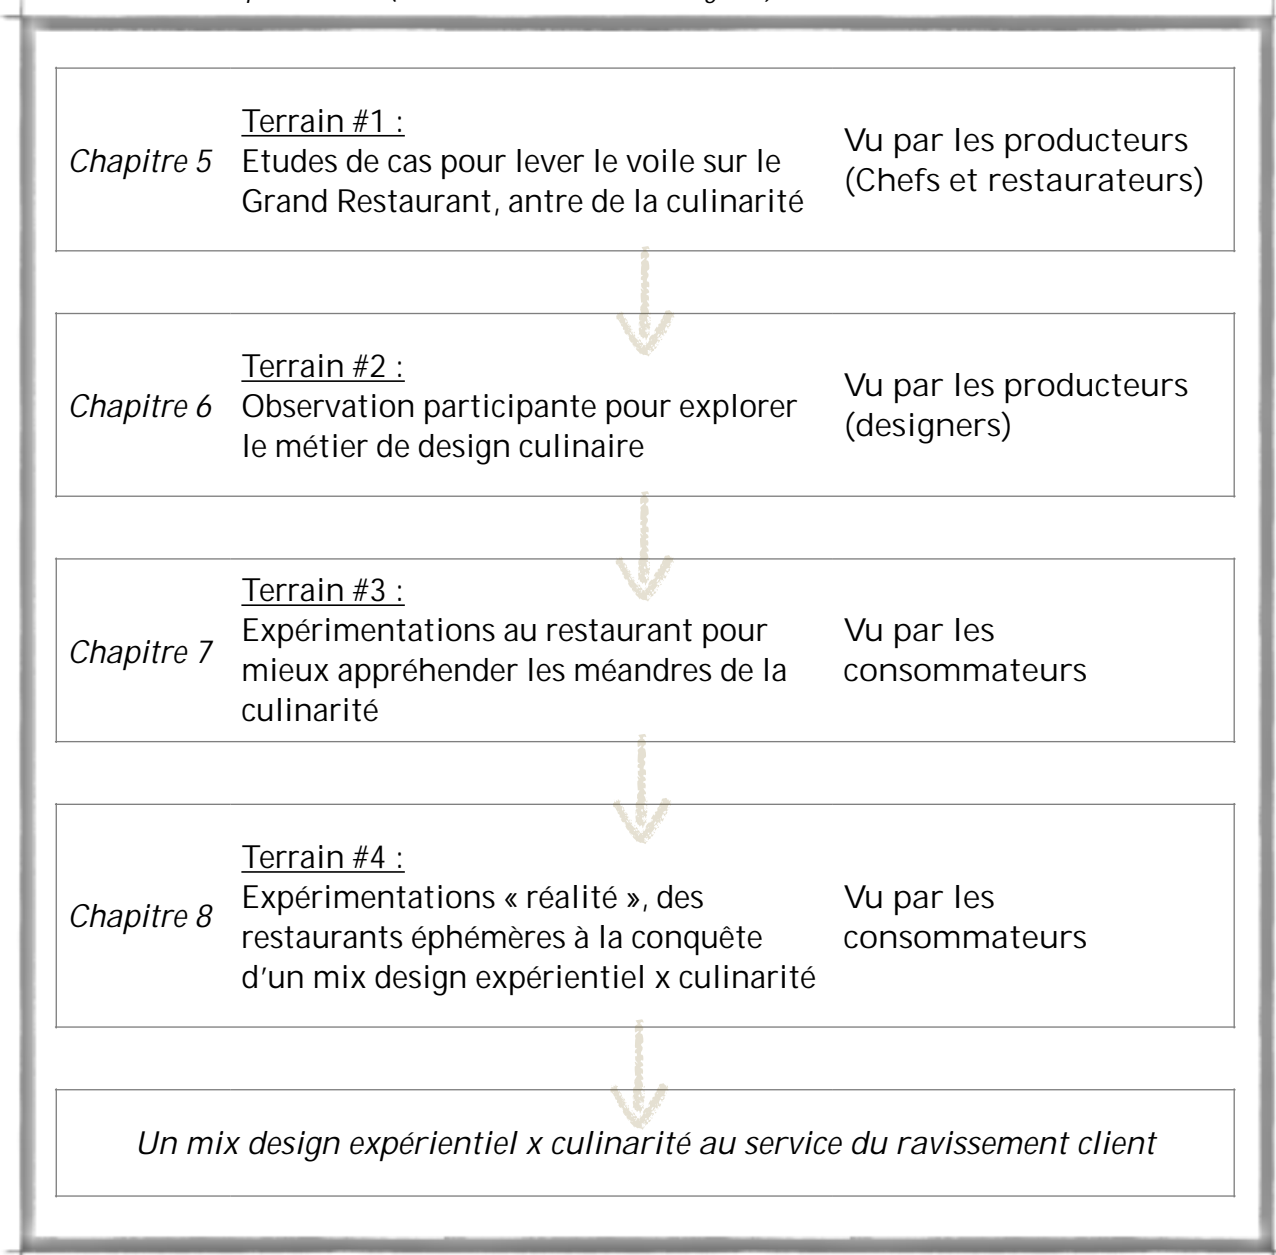 Terrain #1 :
Chapitre 5 Etudes de cas pour lever le voile sur le
Grand Restaurant, antre de la culinarité
Vu par les producteurs
(Chefs et restaurateurs)
Terrain #2 :
Chapitre 6 Observation participante pour explorer
le métier de design culinaire
Vu par les producteurs
(designers)
Terrain #3 :
Expérimentations au restaurant pour
Chapitre 7 mieux appréhender les méandres de la
culinarité
Vu par les
consommateurs
Terrain #4 :
Expérimentations « réalité », des
Chapitre 8 restaurants éphémères à la conquête
d'un mix design expérientiel x culinarité
Vu par les
consommateurs
Un mix design expérientiel x culinarité au service du ravissement client